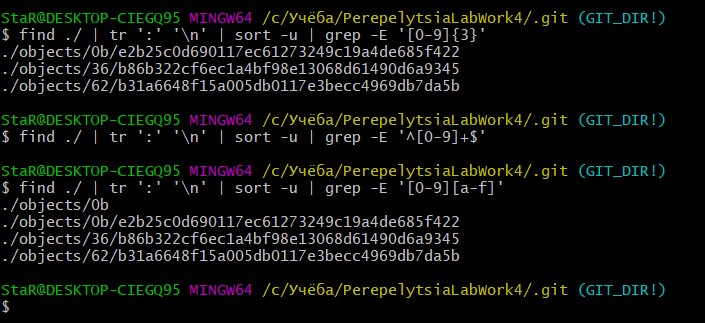 StaR@DESKTOP-CIEGQ95 MINGW64 /c/Учёба/PerepelytsiaLabWork4/.git (GIT_DIR!)
$ find ./ | tr ':' '\n' | sort -u | grep -E '[0-9]{3}'
./objects/0b/e2b25c0d690117ec61273249c19a4de685f422
./objects/36/b86b322cf6ec1a4bf98e13068d61490d6a9345
./objects/62/b31a6648f15a005db0117e3becc4969db7da5b
StaR@DESKTOP-CIEGQ95 MINGW64 /c/Учёба/PerepelytsiaLabWork4/.git (GIT_DIR!)
$ find ./ | tr ':' '\n' | sort -u | grep -E '^[0-9]+$'
StaR@DESKTOP-CIEGQ95 MINGW64 /c/Учёба/PerepelytsiaLabWork4/.git (GIT_DIR!)
$ find ./ | tr ':' '\n' | sort -u | grep -E '[0-9][a-f]'
./objects/0b
./objects/0b/e2b25c0d690117ec61273249c19a4de685f422
./objects/36/b86b322cf6ec1a4bf98e13068d61490d6a9345
./objects/62/b31a6648f15a005db0117e3becc4969db7da5b
StaR@DESKTOP-CIEGQ95 MINGW64 /c/Учёба/PerepelytsiaLabWork4/.git (GIT_DIR!)
$